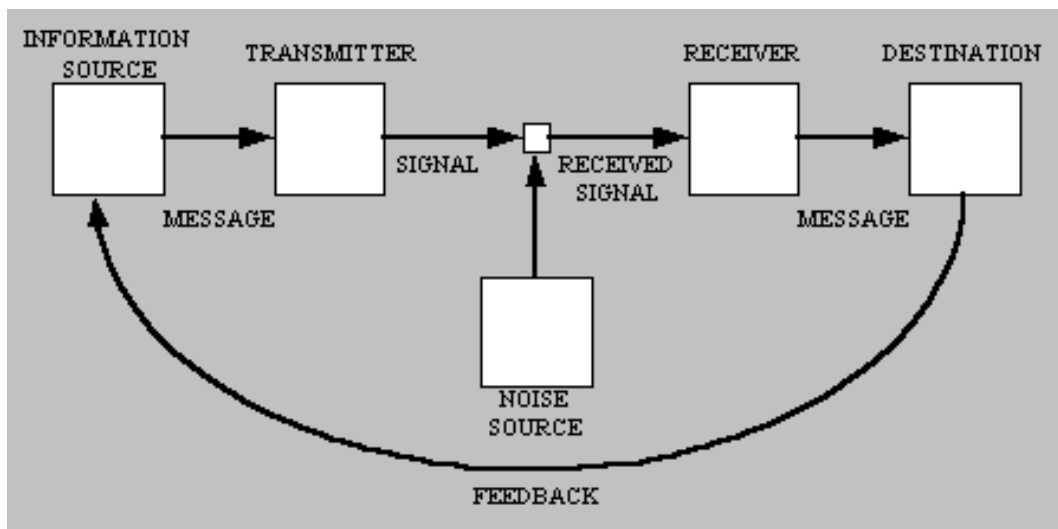 INFORMATION
SOURCE
TRANSMITTER
RECEIVER
DESTINATION
SIGNAL
RECEIVED
SIGNAL
MESSAGE
MESSAGE
NOISE
SOURCE
FEEDBACK